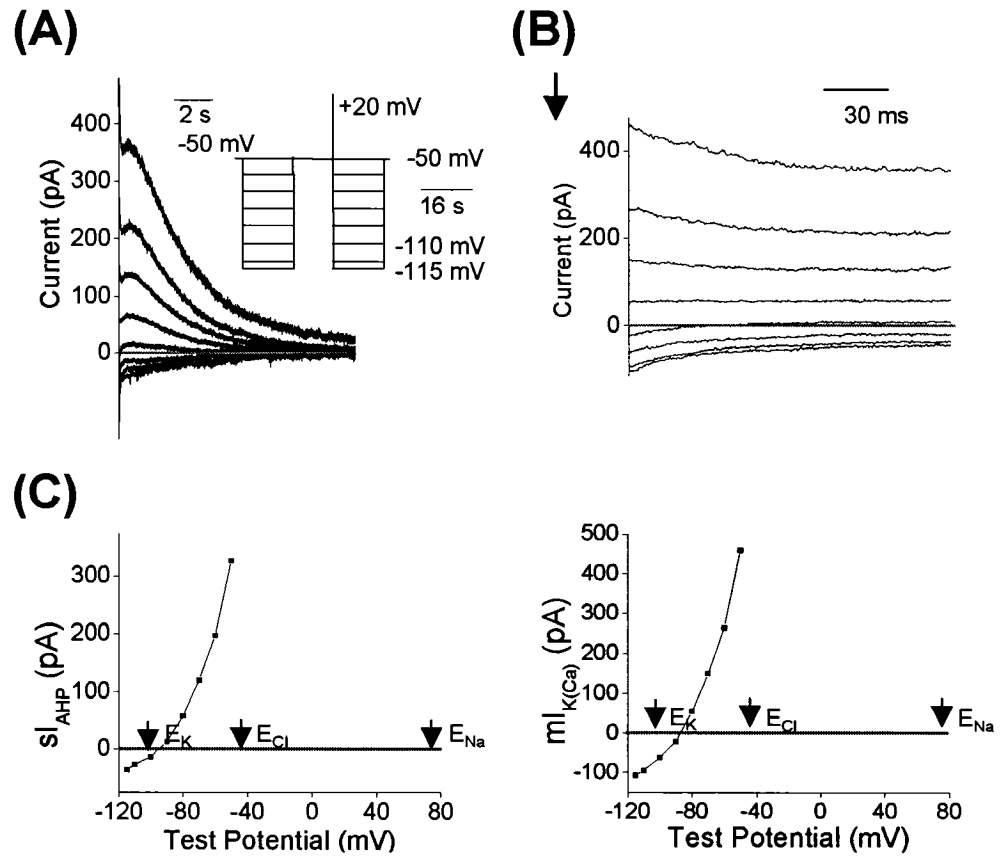 (A)
400
300
200
100
0
Current (pA)
2 s
-50 mV
+20 mV
-50 mV
16 s
-110 mV
-115 mV
(B)
30 ms
400
200
0
Current (pA)
(C)
300
200
100
0
sI_AHP (pA)
E_K
E_Cl
E_Na
-120
-80
-40
0
40
80
Test Potential (mV)
500
400
300
200
100
0
-100
mI_K(Ca) (pA)
E_K
E_Cl
E_Na
-120
-80
-40
0
40
80
Test Potential (mV)